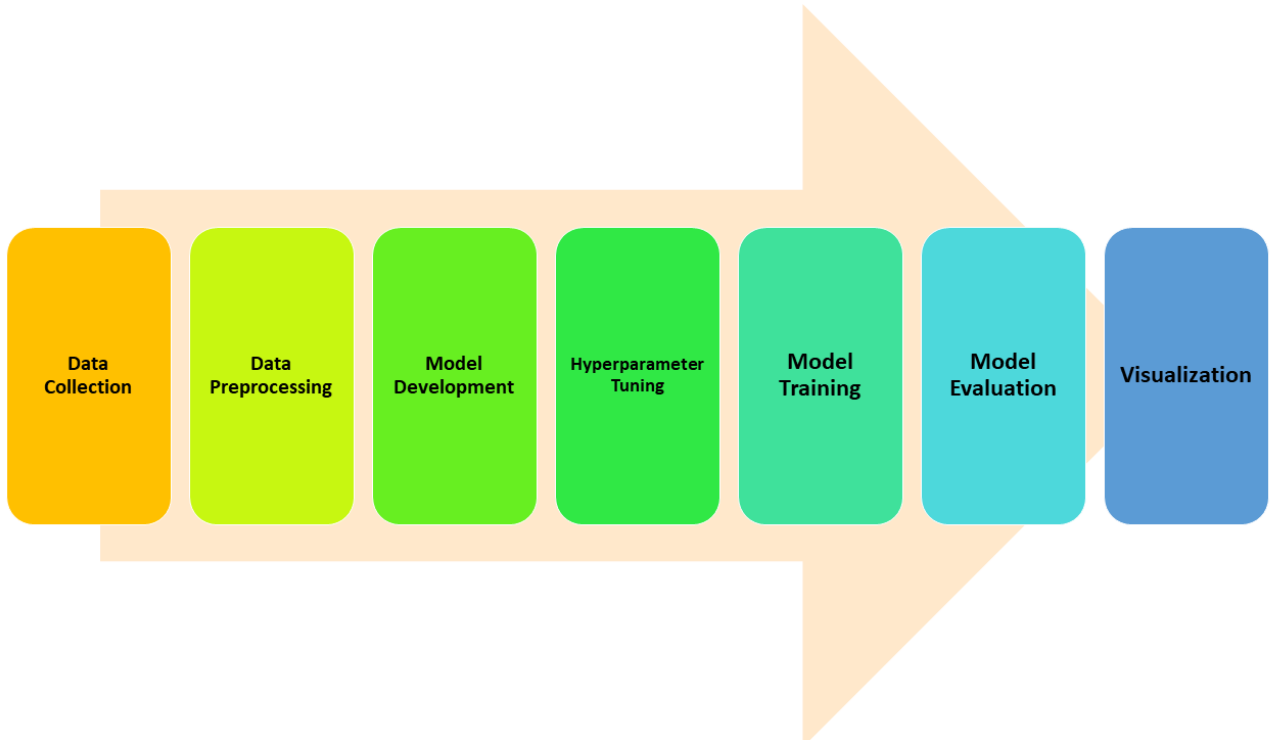 Data
Collection
Data
Preprocessing
Model
Development
Hyperparameter
Tuning
Model
Training
Model
Evaluation
Visualization